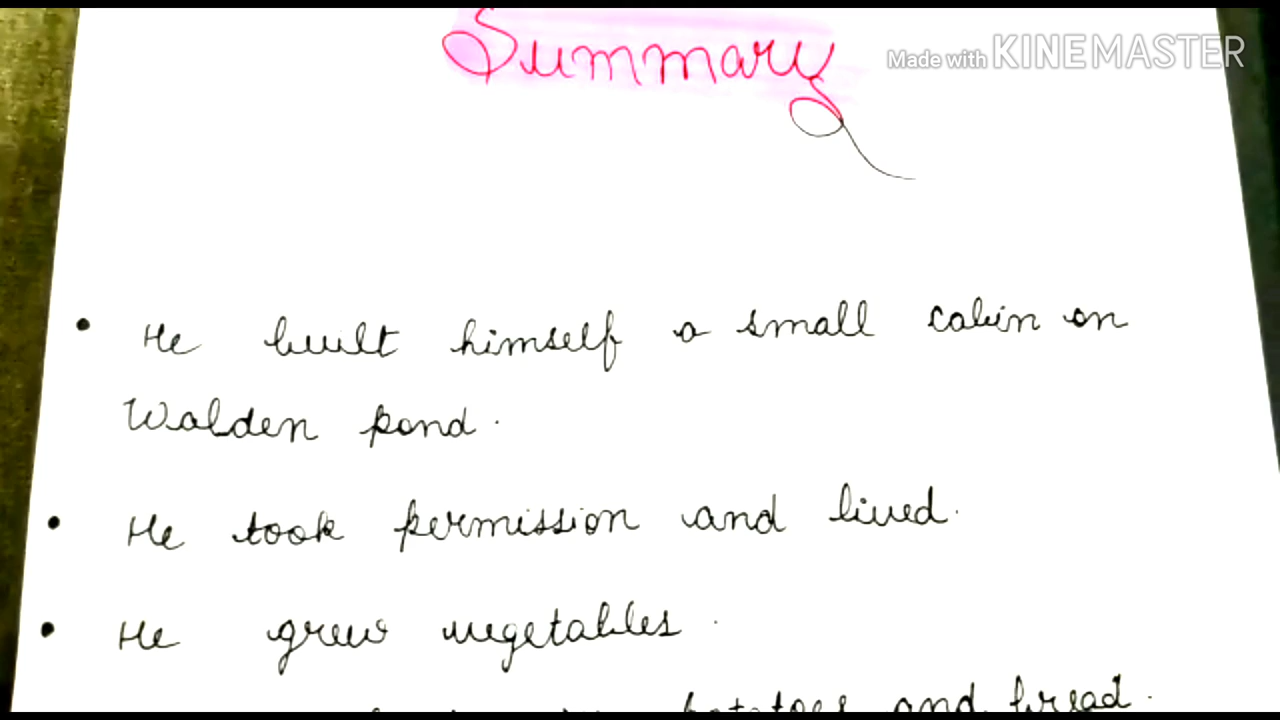 Summary
Made with KINEMASTER
• He built himself a small cabin on
Walden pond.
• He took permission and lived.
• He grew vegetables.
potatoes and bread.